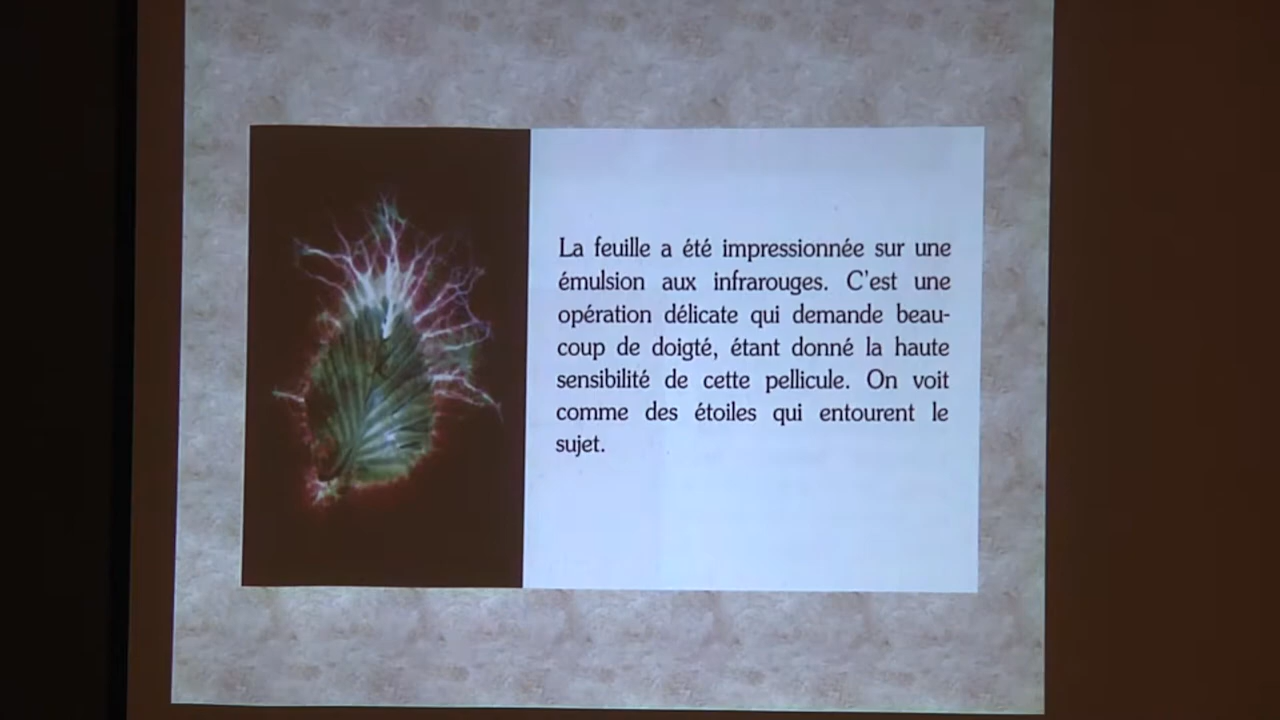 La feuille a été impressionnée sur une
émulsion aux infrarouges. C'est une
opération délicate qui demande beau-
coup de doigté, étant donné la haute
sensibilité de cette pellicule. On voit
comme des étoiles qui entourent le
sujet.